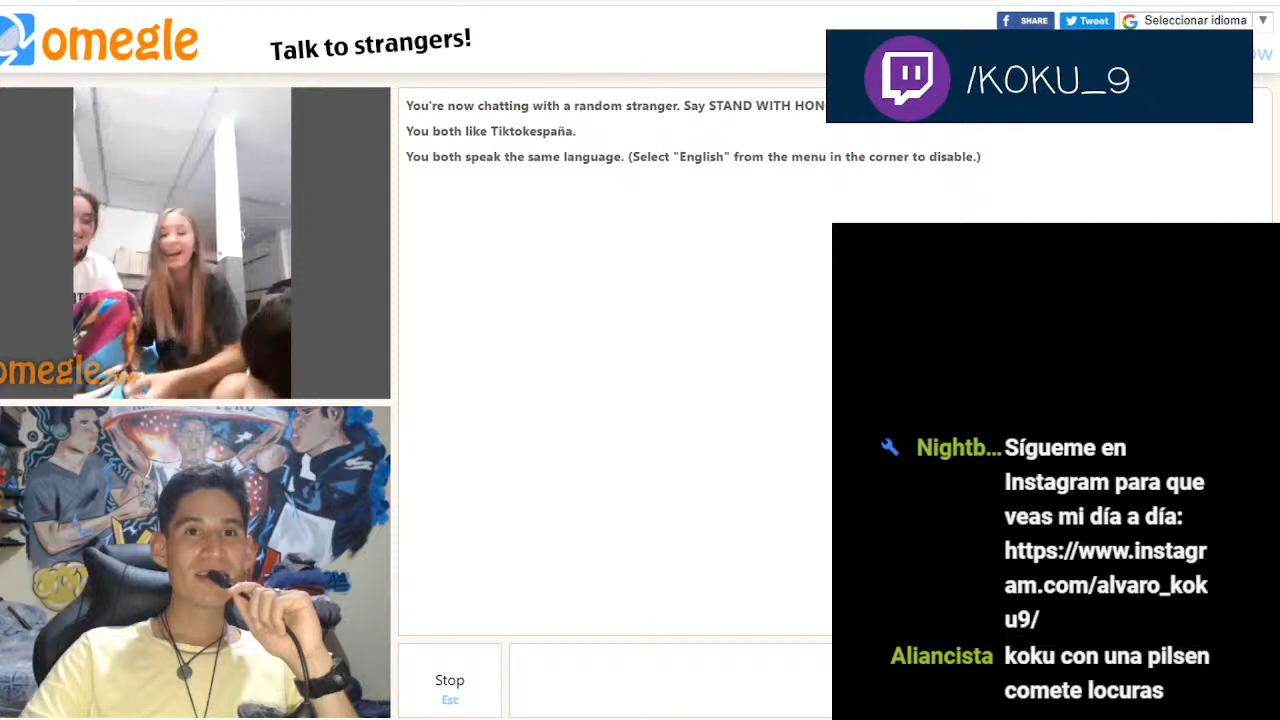 omegle
Talk to strangers!
SHARE
Tweet
Seleccionar idioma
/KOKU_9
You're now chatting with a random stranger. Say STAND WITH
You both like Tiktokespaña.
You both speak the same language. (Select "English" from the menu in the corner to disable.)
omegle
Nightb... Sígueme en
Instagram para que
veas mi día a día:
https://www.instagr
am.com/alvaro_kok
u9/
Aliancista koku con una pilsen
comete locuras
Stop
Esc